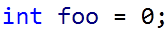 int foo = 0;